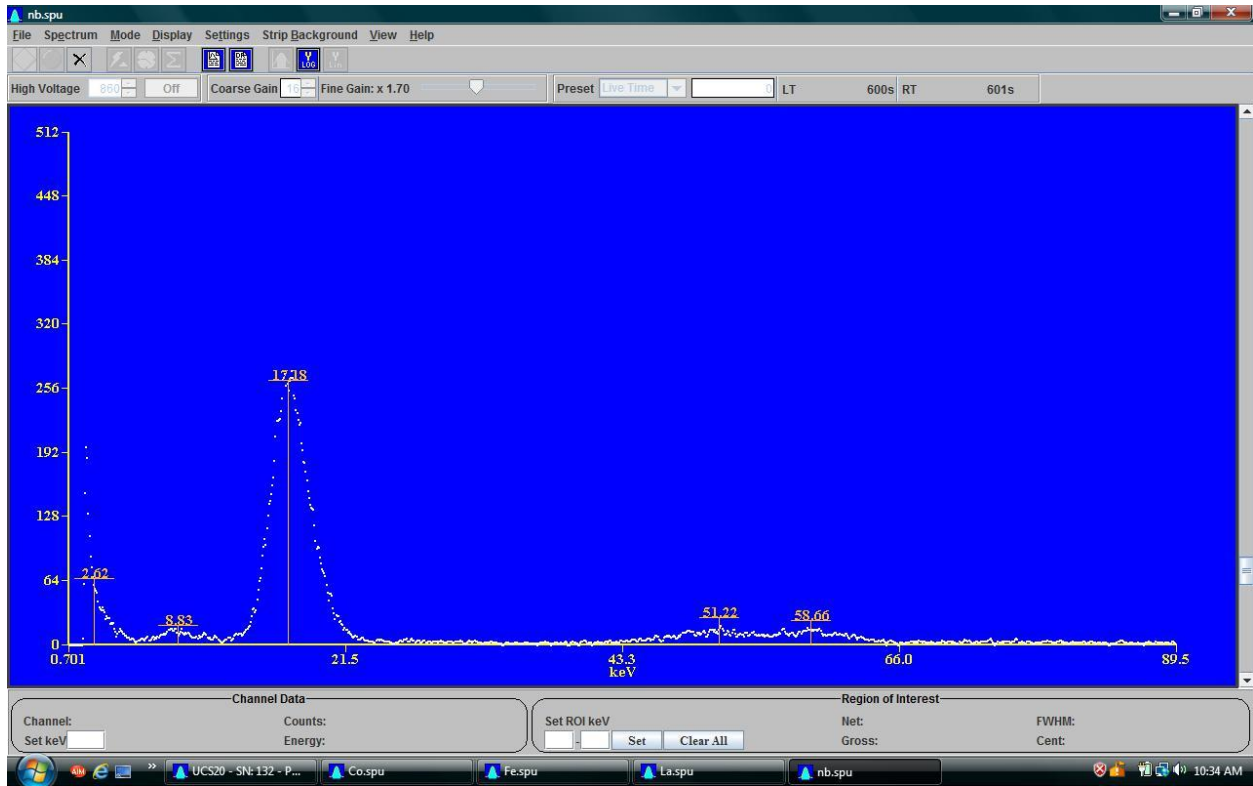 nb.spu
File Spectrum Mode Display Settings Strip Background View Help
Y LOG
High Voltage 860 Off Coarse Gain 16 Fine Gain: x 1.70 Preset Live Time 0 LT 600s RT 601s
512
448
384
320
17.18
256
192
128
2.62
64
8.83
51.22
58.66
0
0.701 21.5 43.3 66.0 89.5
keV
Channel Data
Region of Interest
Channel: Counts: Set ROI keV Net: FWHM:
Set keV Energy: - Set Clear All Gross: Cent:
» UCS20 - SN: 132 - P... Co.spu Fe.spu La.spu nb.spu 10:34 AM